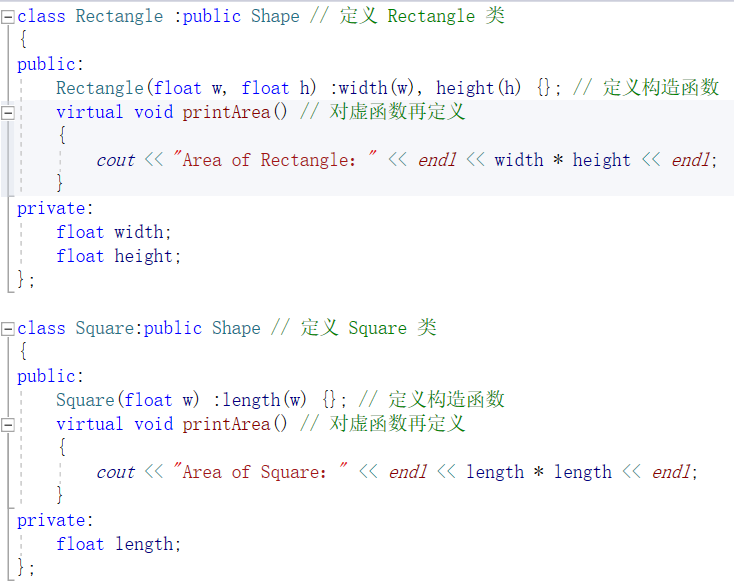 class Rectangle :public Shape // 定义 Rectangle 类
{
public:
    Rectangle(float w, float h) :width(w), height(h) {}; // 定义构造函数
    virtual void printArea() // 对虚函数再定义
    {
        cout << "Area of Rectangle：" << endl << width * height << endl;
    }
private:
    float width;
    float height;
};

class Square:public Shape // 定义 Square 类
{
public:
    Square(float w) :length(w) {}; // 定义构造函数
    virtual void printArea() // 对虚函数再定义
    {
        cout << "Area of Square：" << endl << length * length << endl;
    }
private:
    float length;
};